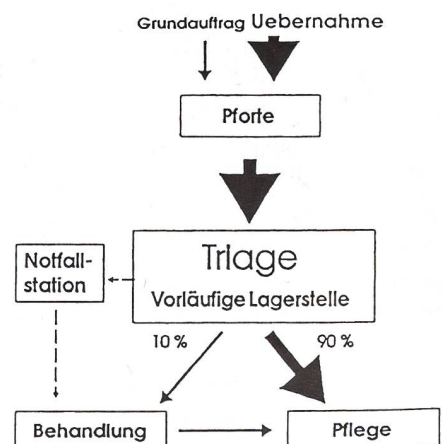 Grundauftrag Uebernahme
Pforte
Triage
Vorläufige Lagerstelle
Notfall-
station
10 %
90 %
Behandlung
Pflege